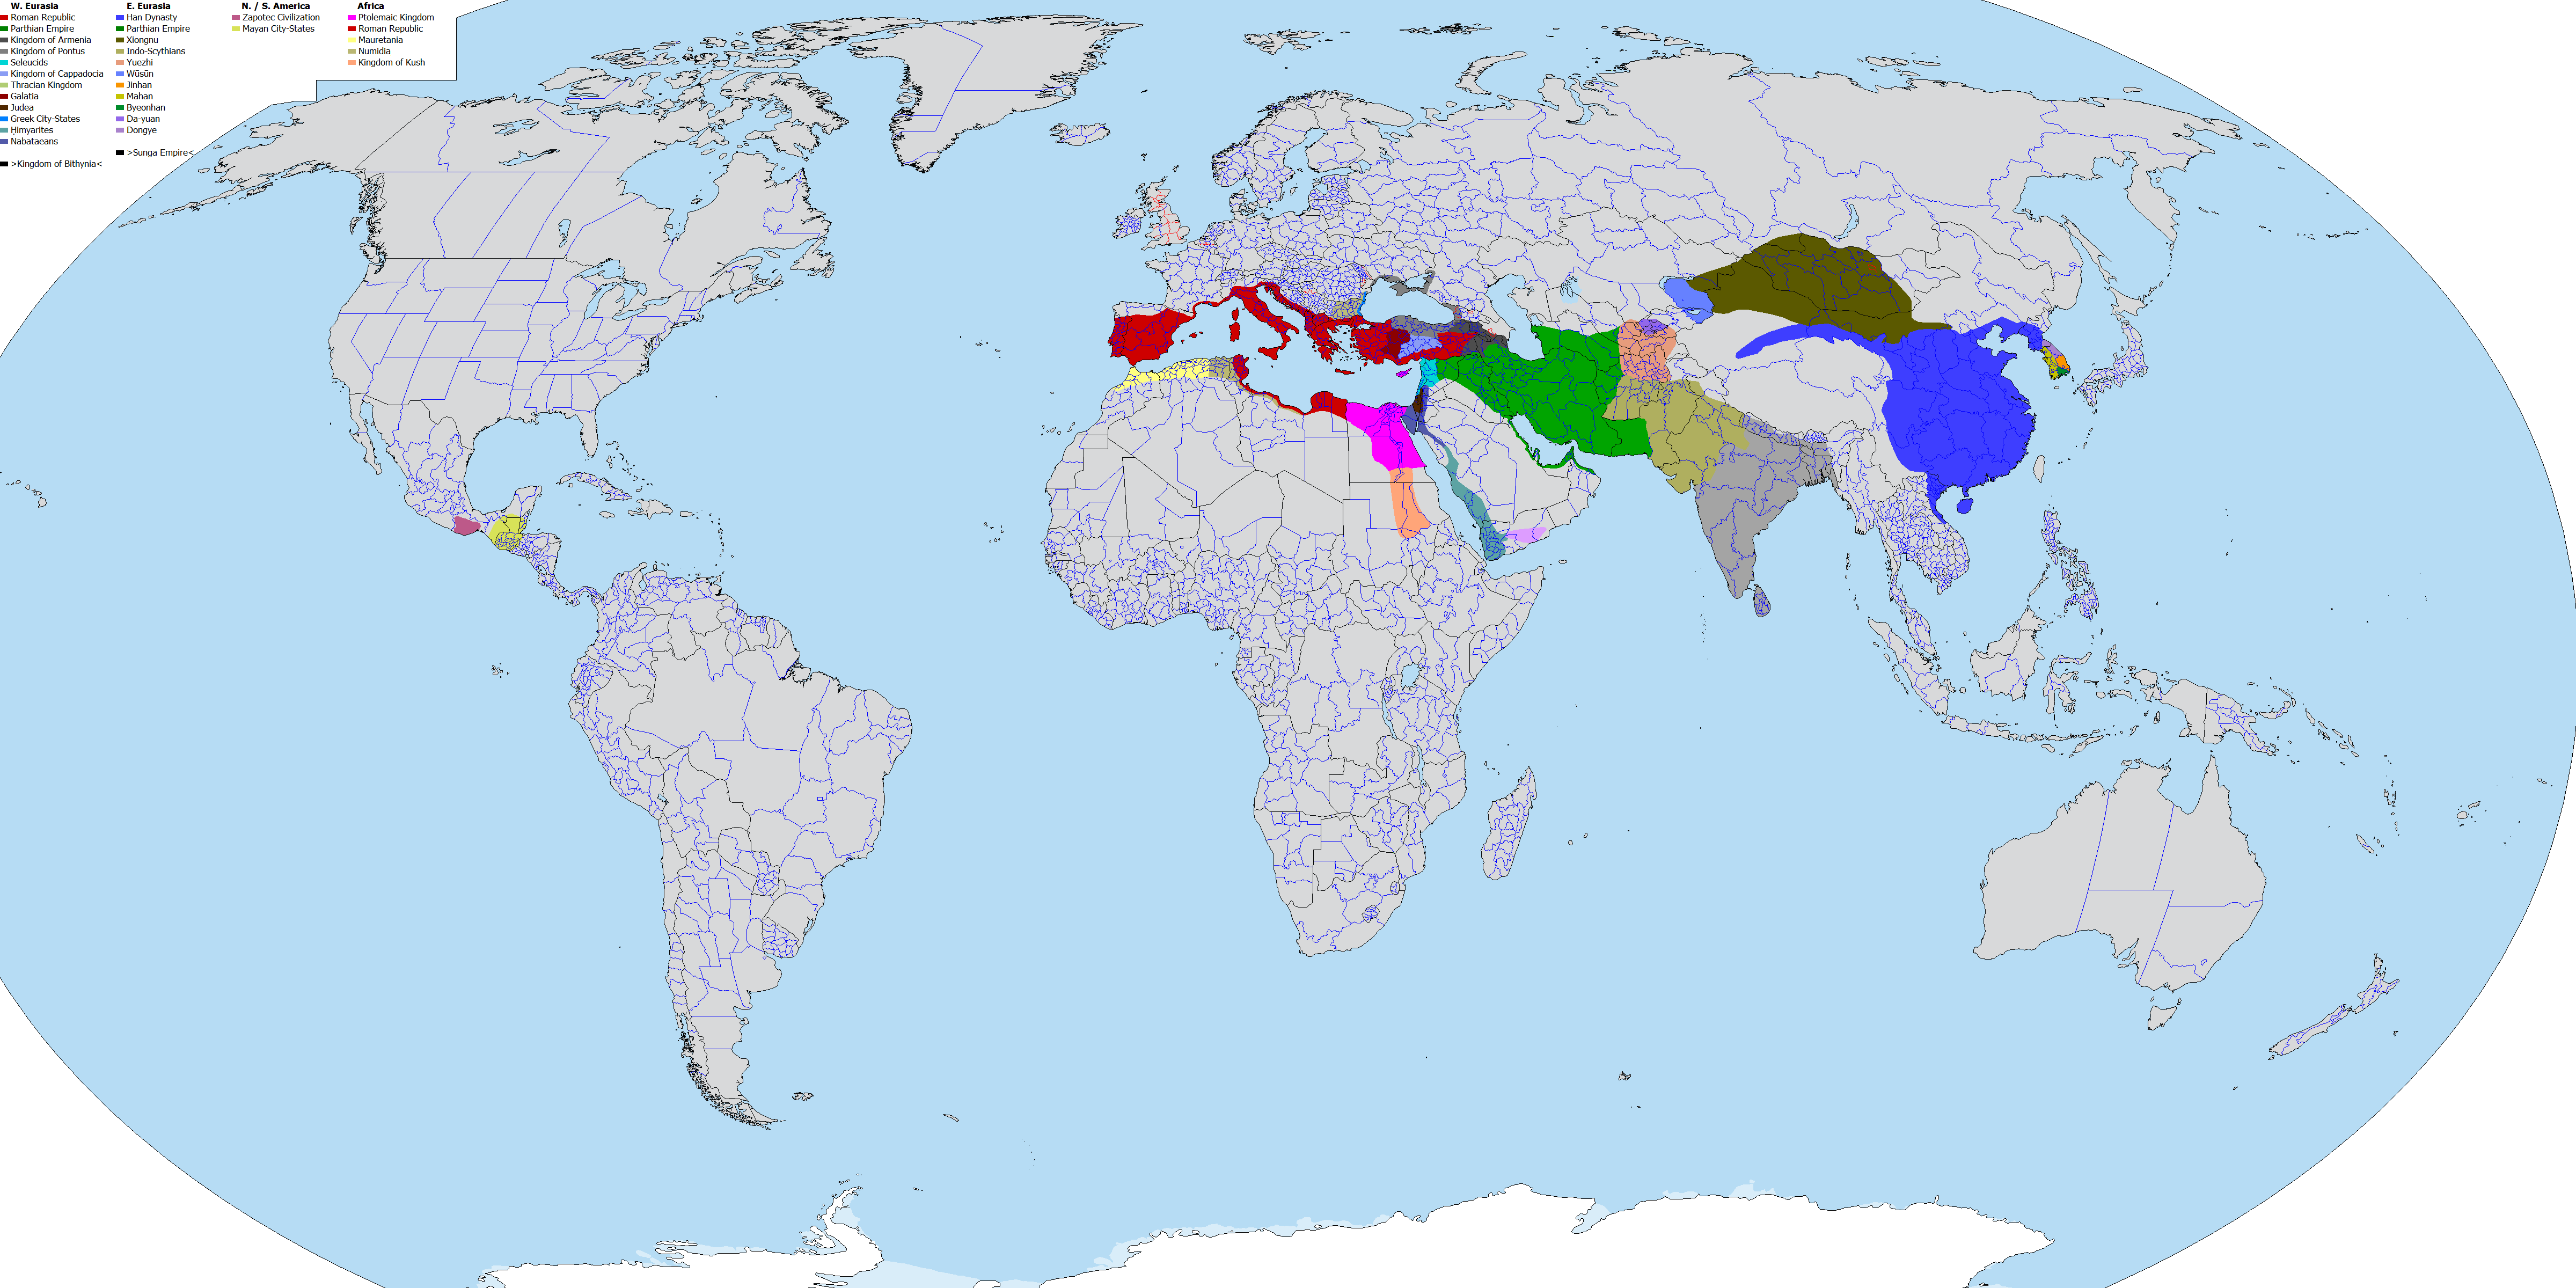 W. Eurasia
Roman Republic
Parthian Empire
Kingdom of Armenia
Kingdom of Pontus
Seleucids
Kingdom of Cappadocia
Thracian Kingdom
Galatia
Judea
Greek City-States
Ḥimyarites
Nabataeans
>Kingdom of Bithynia<
E. Eurasia
Han Dynasty
Parthian Empire
Xiongnu
Indo-Scythians
Yuezhi
Wūsūn
Jinhan
Mahan
Byeonhan
Da-yuan
Dongye
>Sunga Empire<
N. / S. America
Zapotec Civilization
Mayan City-States
Africa
Ptolemaic Kingdom
Roman Republic
Mauretania
Numidia
Kingdom of Kush